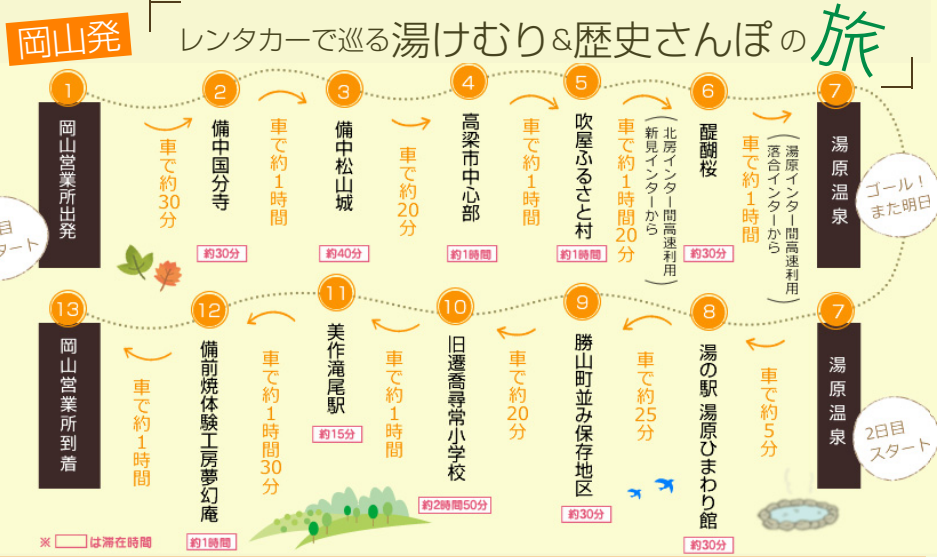 岡山発
レンタカーで巡る湯けむり&歴史さんぽの旅
1
岡山営業所出発
目
タート
車で約30分
2
備中国分寺
約30分
車で約1時間
3
備中松山城
約40分
車で約20分
4
高梁市中心部
約1時間
車で約1時間
5
吹屋ふるさと村
約1時間
車で約1時間20分
(北房インター間高速利用
新見インターから)
6
醍醐桜
約30分
車で約1時間
(湯原インター間高速利用
落合インターから)
7
湯原温泉
ゴール!
また明日
7
湯原温泉
2日目
スタート
車で約5分
8
湯の駅 湯原ひまわり館
約30分
車で約25分
9
勝山町並み保存地区
約30分
車で約20分
10
旧遷喬尋常小学校
約2時間50分
車で約1時間
11
美作滝尾駅
約15分
車で約1時間30分
12
備前焼体験工房夢幻庵
約1時間
車で約1時間
13
岡山営業所到着
※ は滞在時間